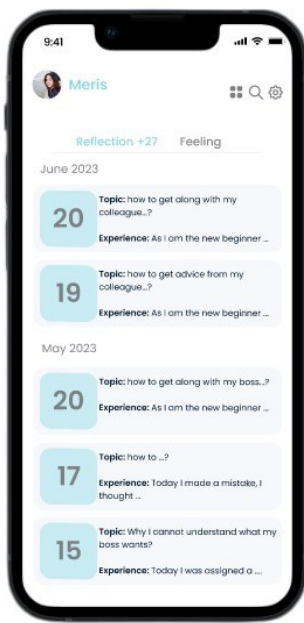 9:41
Meris
Reflection +27 Feeling
June 2023
20
Topic: how to get along with my
colleague...?
Experience: As I am the new beginner ...
19
Topic: how to get advice from my
colleague...?
Experience: As I am the new beginner ...
May 2023
20
Topic: how to get along with my boss...?
Experience: As I am the new beginner ...
17
Topic: how to ...?
Experience: Today I made a mistake, I
thought ...
15
Topic: Why I cannot understand what my
boss wants?
Experience: Today I was assigned a ....